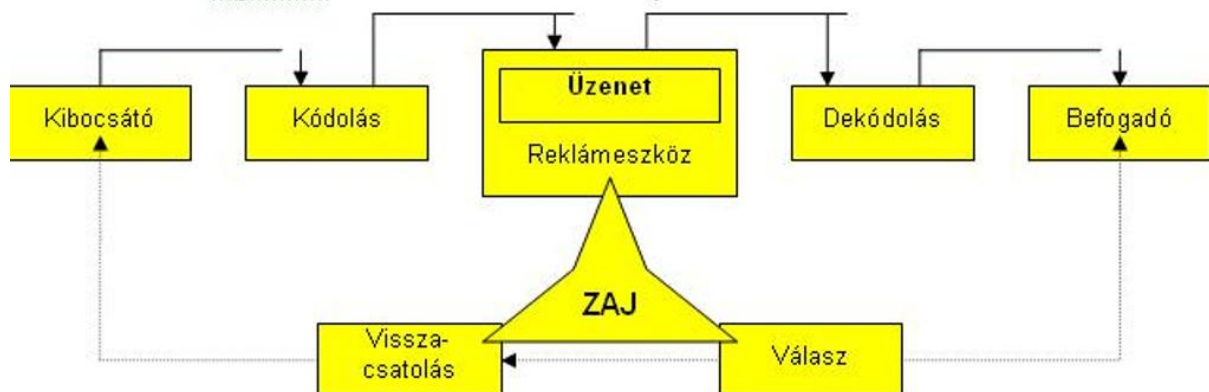 Üzenet
Kibocsátó
Kódolás
Reklámeszköz
Dekódolás
Befogadó
ZAJ
Vissza-
csatolás
Válasz